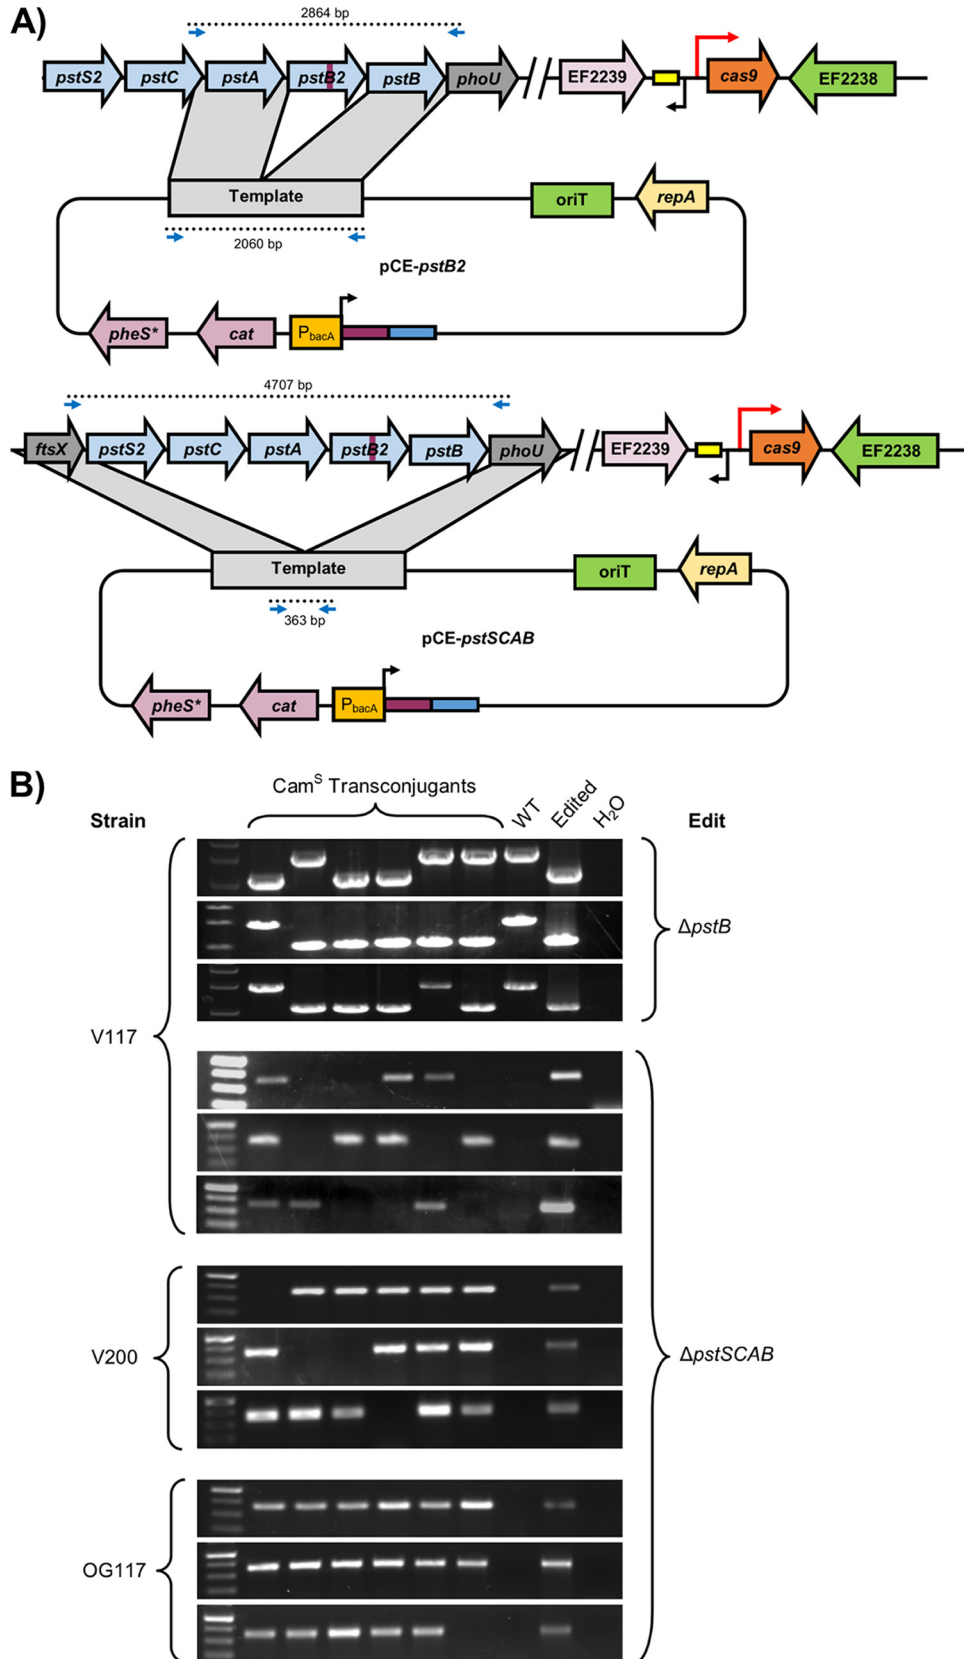 A)
2864 bp
pstS2 pstC pstA pstB2 pstB phoU EF2239 cas9 EF2238
Template oriT repA
2060 bp
pCE-pstB2
pheS* cat PbacA
4707 bp
ftsX pstS2 pstC pstA pstB2 pstB phoU EF2239 cas9 EF2238
Template oriT repA
363 bp
pCE-pstSCAB
pheS* cat PbacA
B)
Strain CamS Transconjugants WT Edited H2O Edit
ΔpstB
V117
V200
ΔpstSCAB
OG117